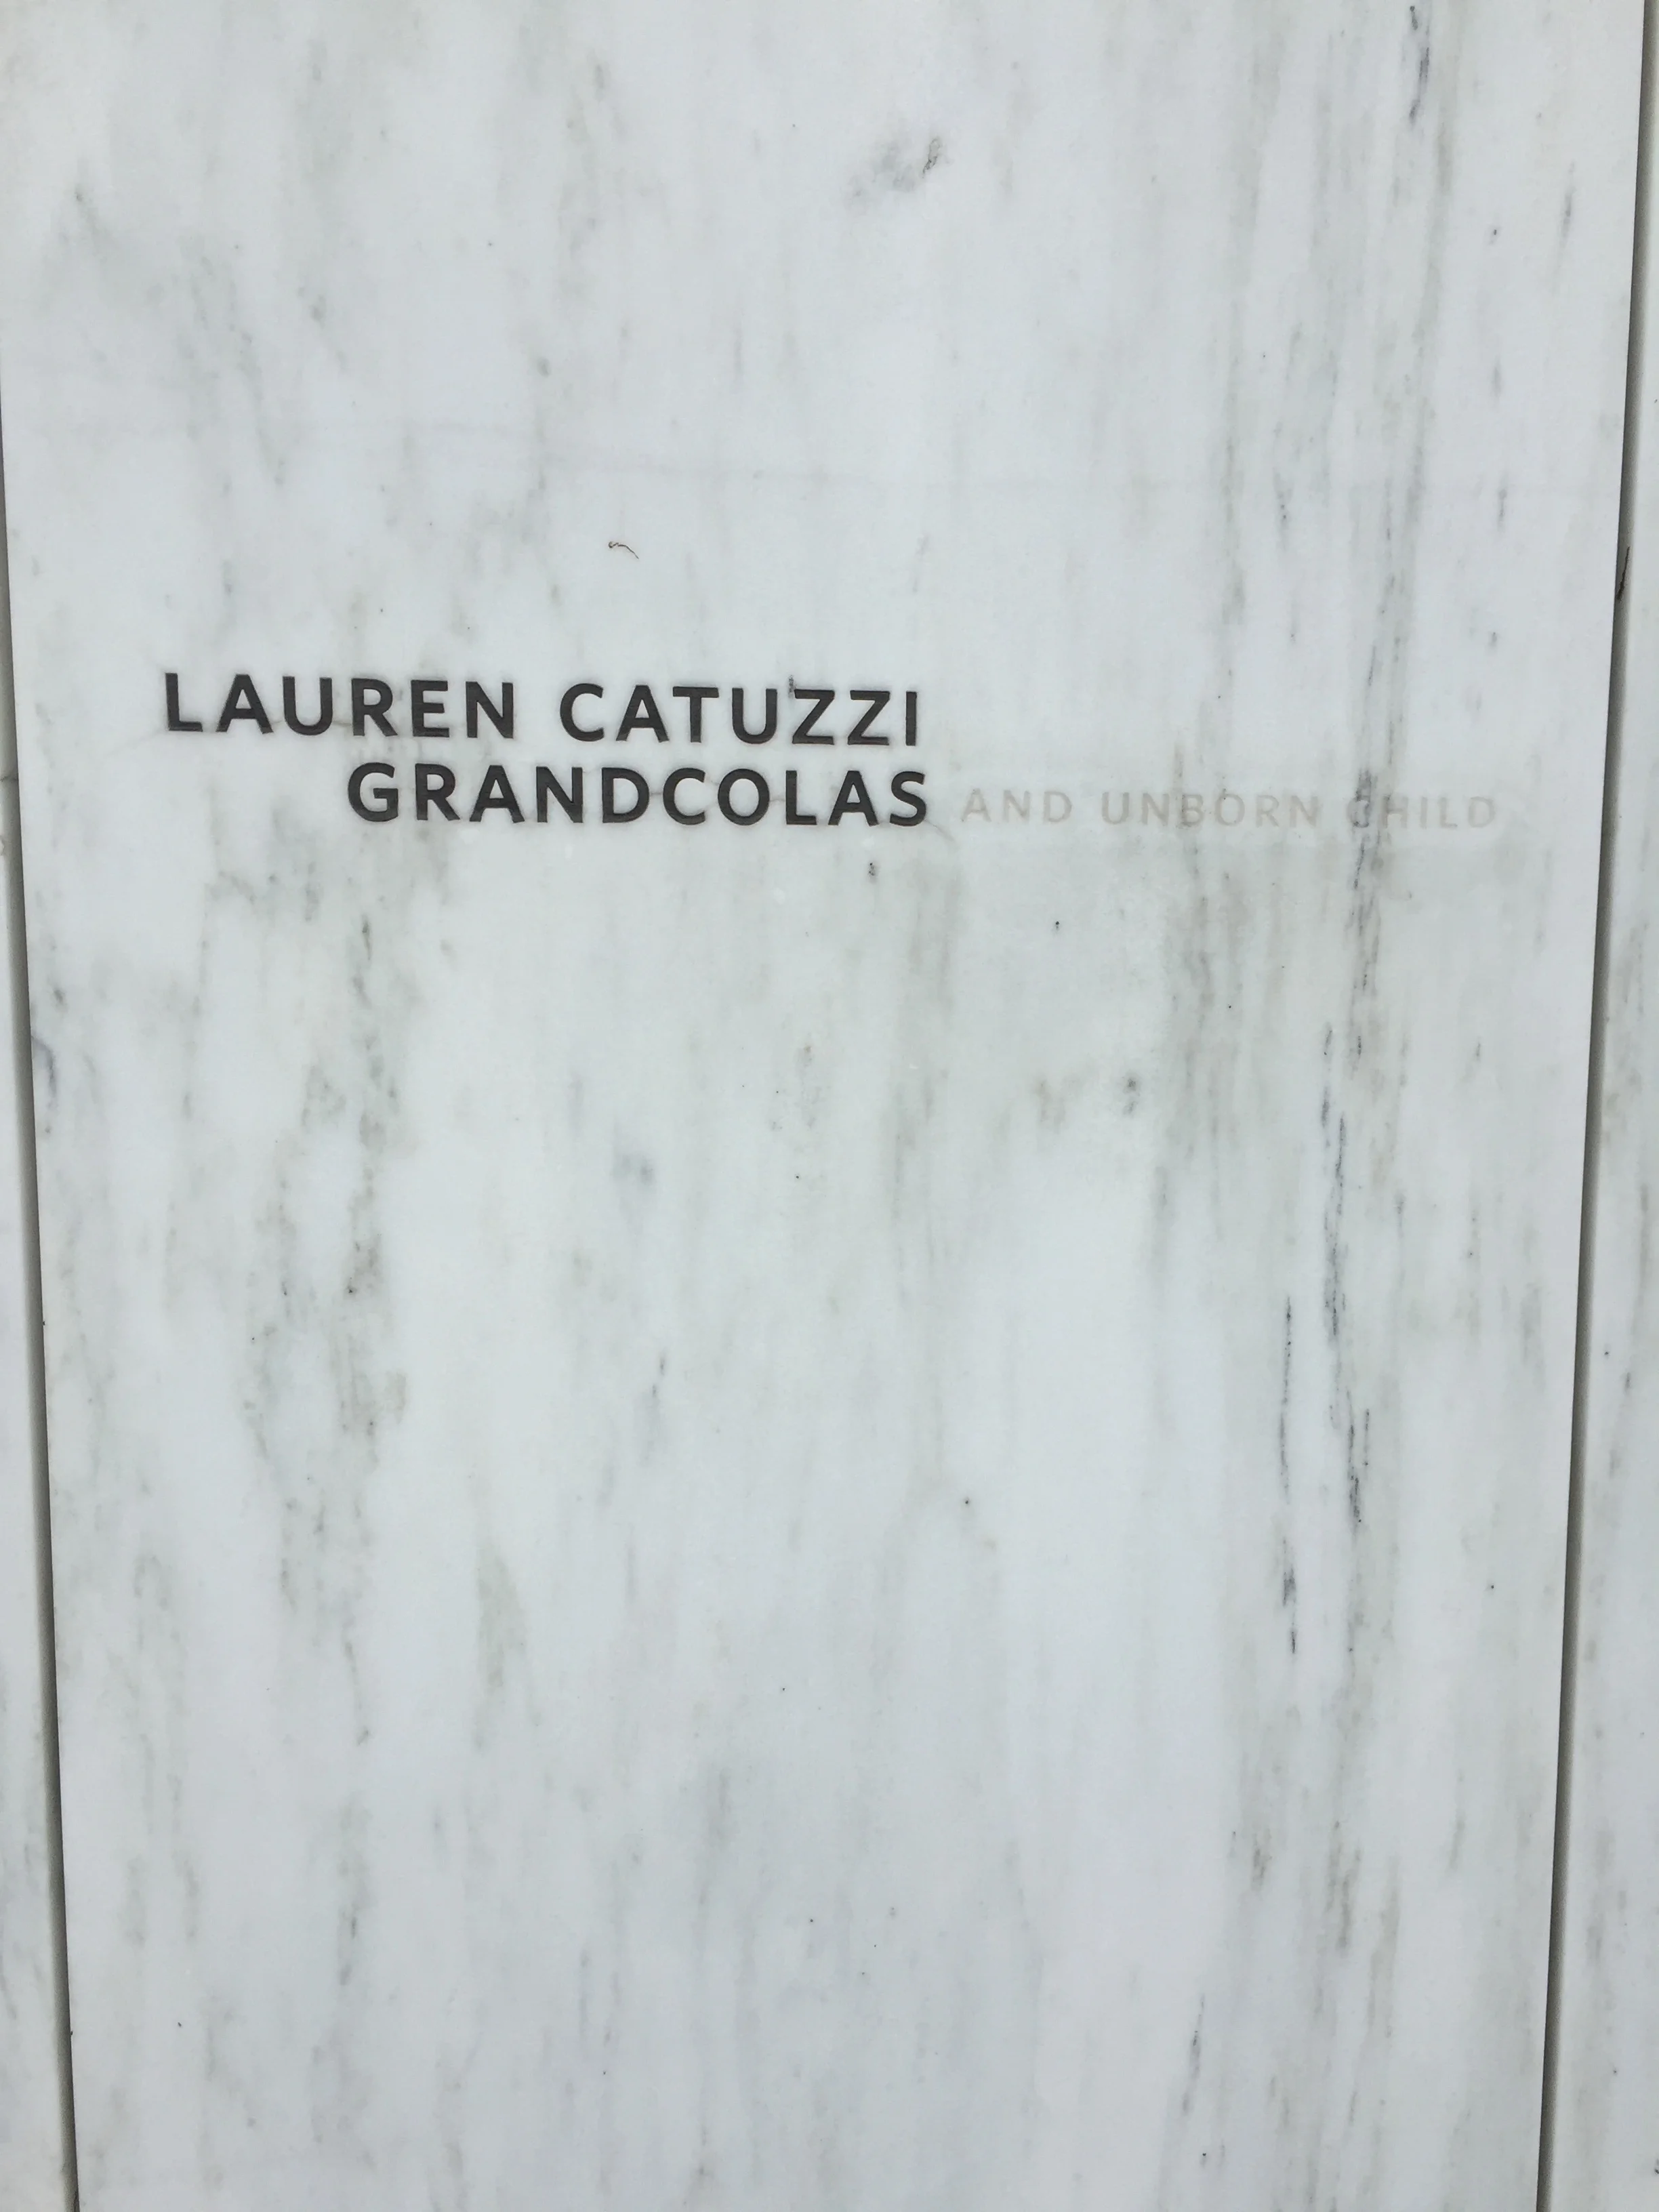 LAUREN CATUZZI
GRANDCOLAS AND UNBORN CHILD